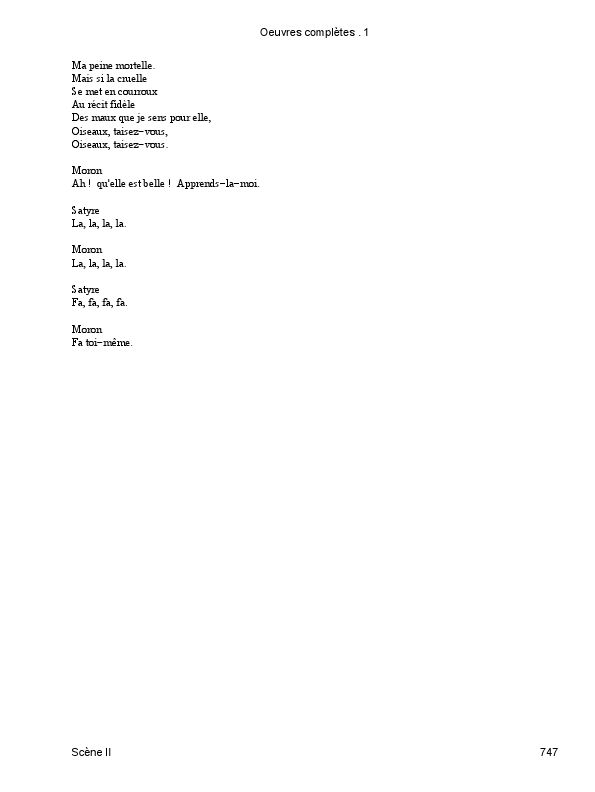 Oeuvres complètes . 1
Ma peine mortelle.
Mais si la cruelle
Se met en courroux
Au récit fidèle
Des maux que je sens pour elle,
Oiseaux, taisez-vous,
Oiseaux, taisez-vous.
Moron
Ah ! qu'elle est belle ! Apprends-la-moi.
Satyre
La, la, la, la.
Moron
La, la, la, la.
Satyre
Fa, fa, fa, fa.
Moron
Fa toi-même.
Scène II 747